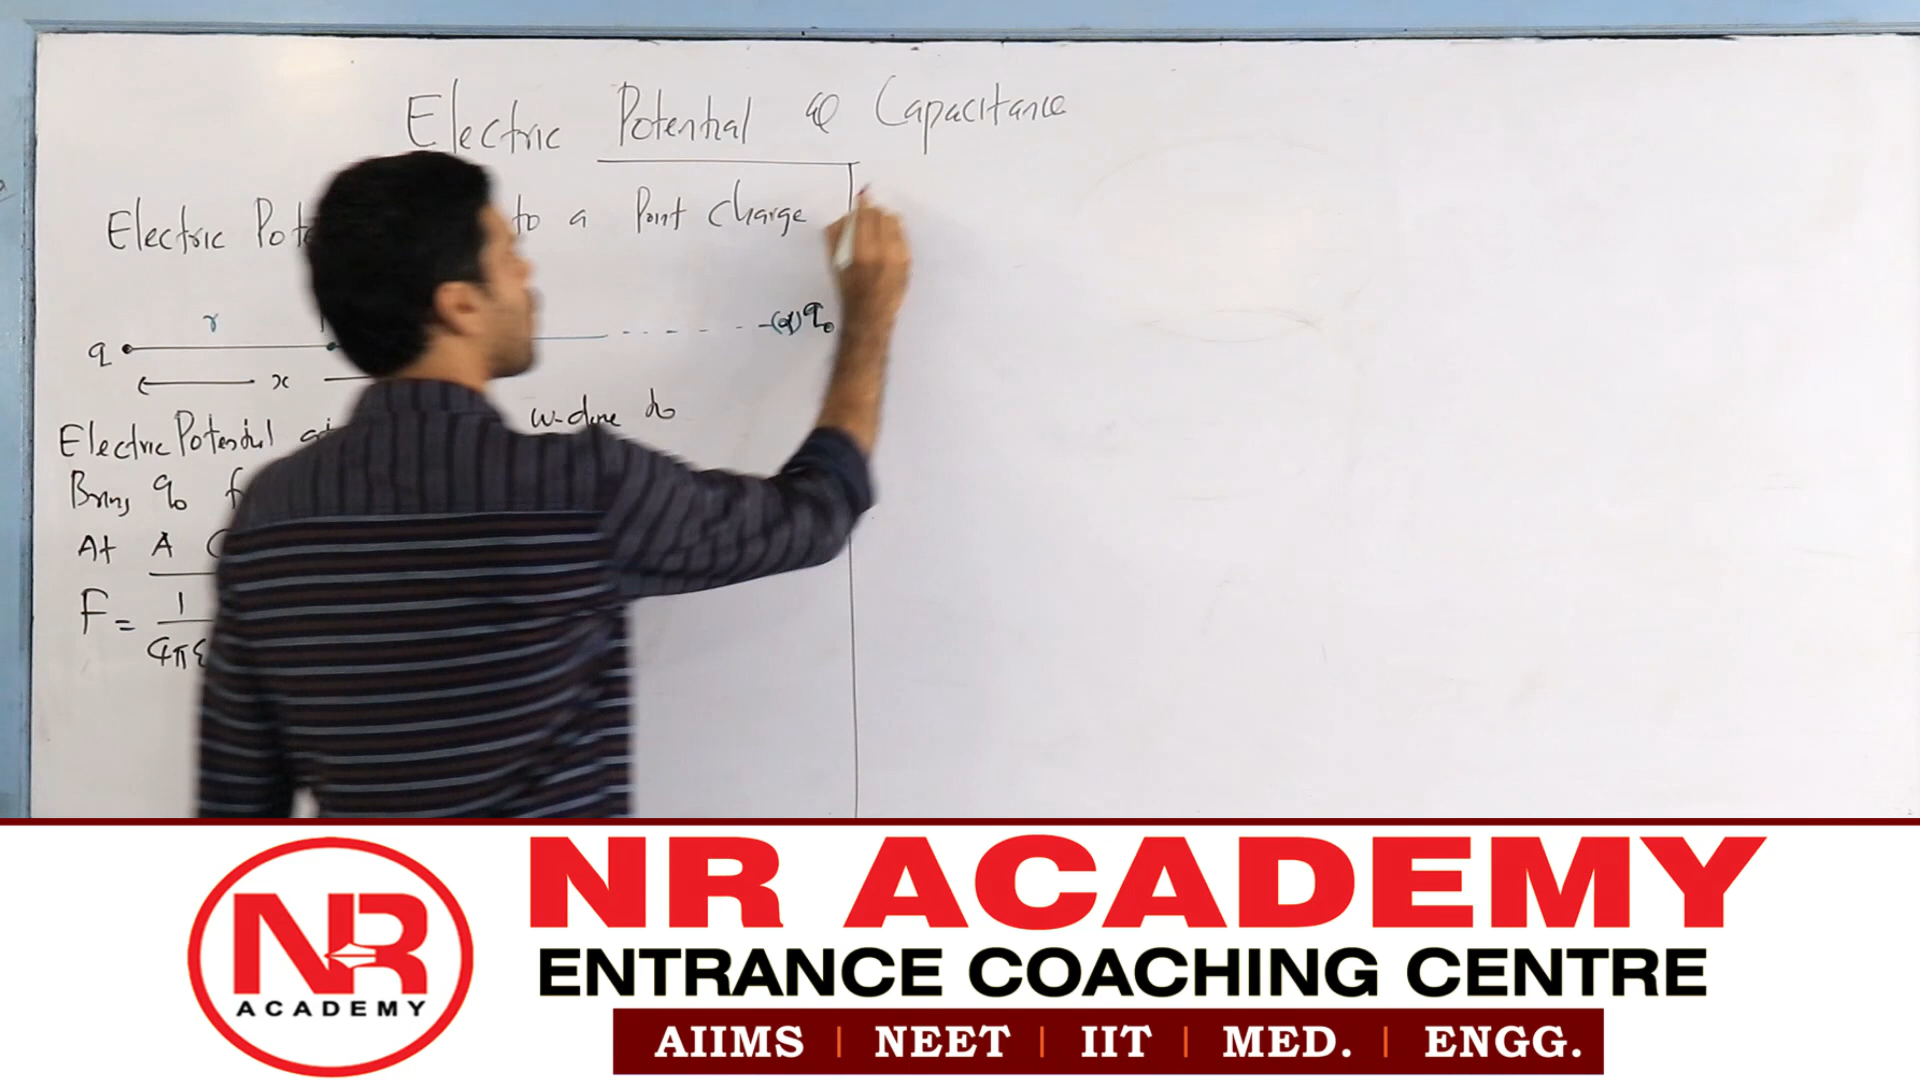 Electric Potential & Capacitance
Electric Pote to a Point charge
r
(α) q₀
q
x
Electric Potential w-done to
Bring q₀ f
At A
F = 1
4πε
NR ACADEMY
ENTRANCE COACHING CENTRE
AIIMS | NEET | IIT | MED. | ENGG.
NR
ACADEMY